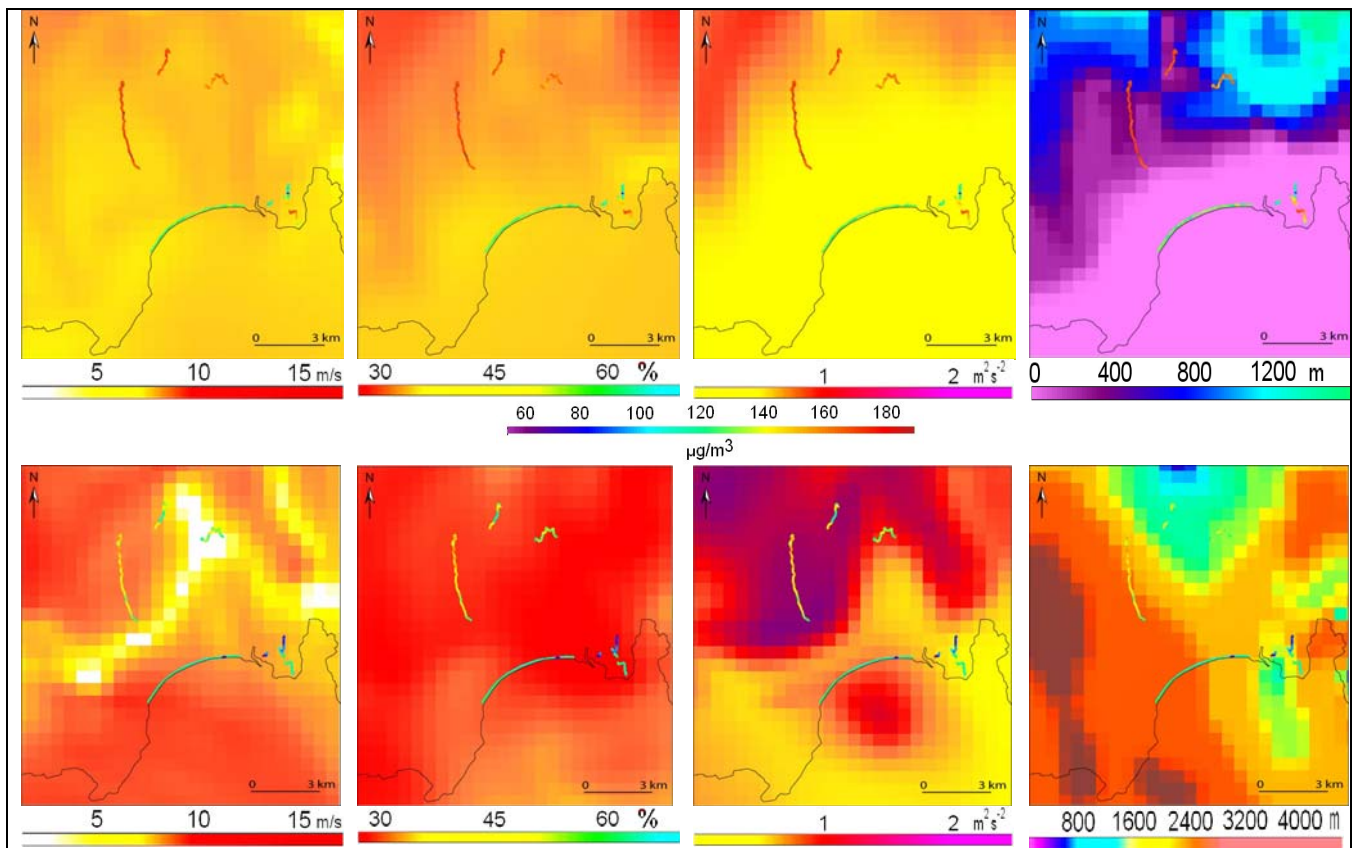 N N N N
0 3 km 0 3 km 0 3 km 0 3 km
5 10 15 m/s 30 45 60 % 1 2 m²s⁻² 0 400 800 1200 m
60 80 100 120 140 160 180
µg/m³
N N N N
0 3 km 0 3 km 0 3 km 0 3 km
5 10 15 m/s 30 45 60 % 1 2 m²s⁻² 800 1600 2400 3200 4000 m